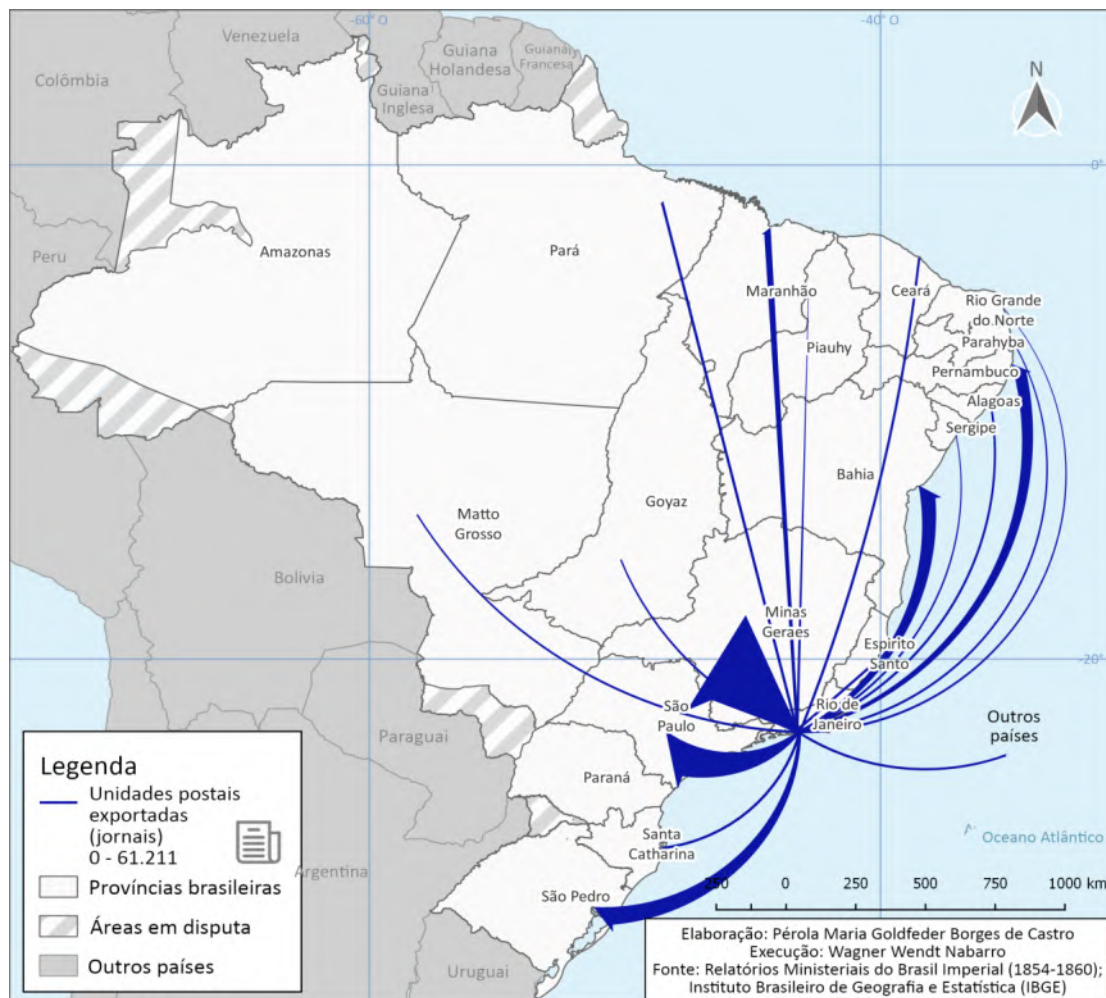 -60° O
-40° O
Venezuela
Guiana
Holandesa
Guiana
Francesa
Colômbia
Guiana
Inglesa
N
0°
Peru
Amazonas
Pará
Maranhão
Ceará
Rio Grande
do Norte
Parahyba
Piauhy
Pernambuco
Alagoas
Sergipe
Bahia
Goyaz
Matto
Grosso
Bolivia
Minas
Geraes
Espirito
Santo
-20°
São
Paulo
Rio de
Janeiro
Outros
países
Paraguai
Paraná
Santa
Catharina
Oceano Atlântico
Argentina
São Pedro
Uruguai
250 0 250 500 750 1000 km
Legenda
Unidades postais
exportadas
(jornais)
0 - 61.211
Províncias brasileiras
Áreas em disputa
Outros países
Elaboração: Pérola Maria Goldfeder Borges de Castro
Execução: Wagner Wendt Nabarro
Fonte: Relatórios Ministeriais do Brasil Imperial (1854-1860);
Instituto Brasileiro de Geografia e Estatística (IBGE)